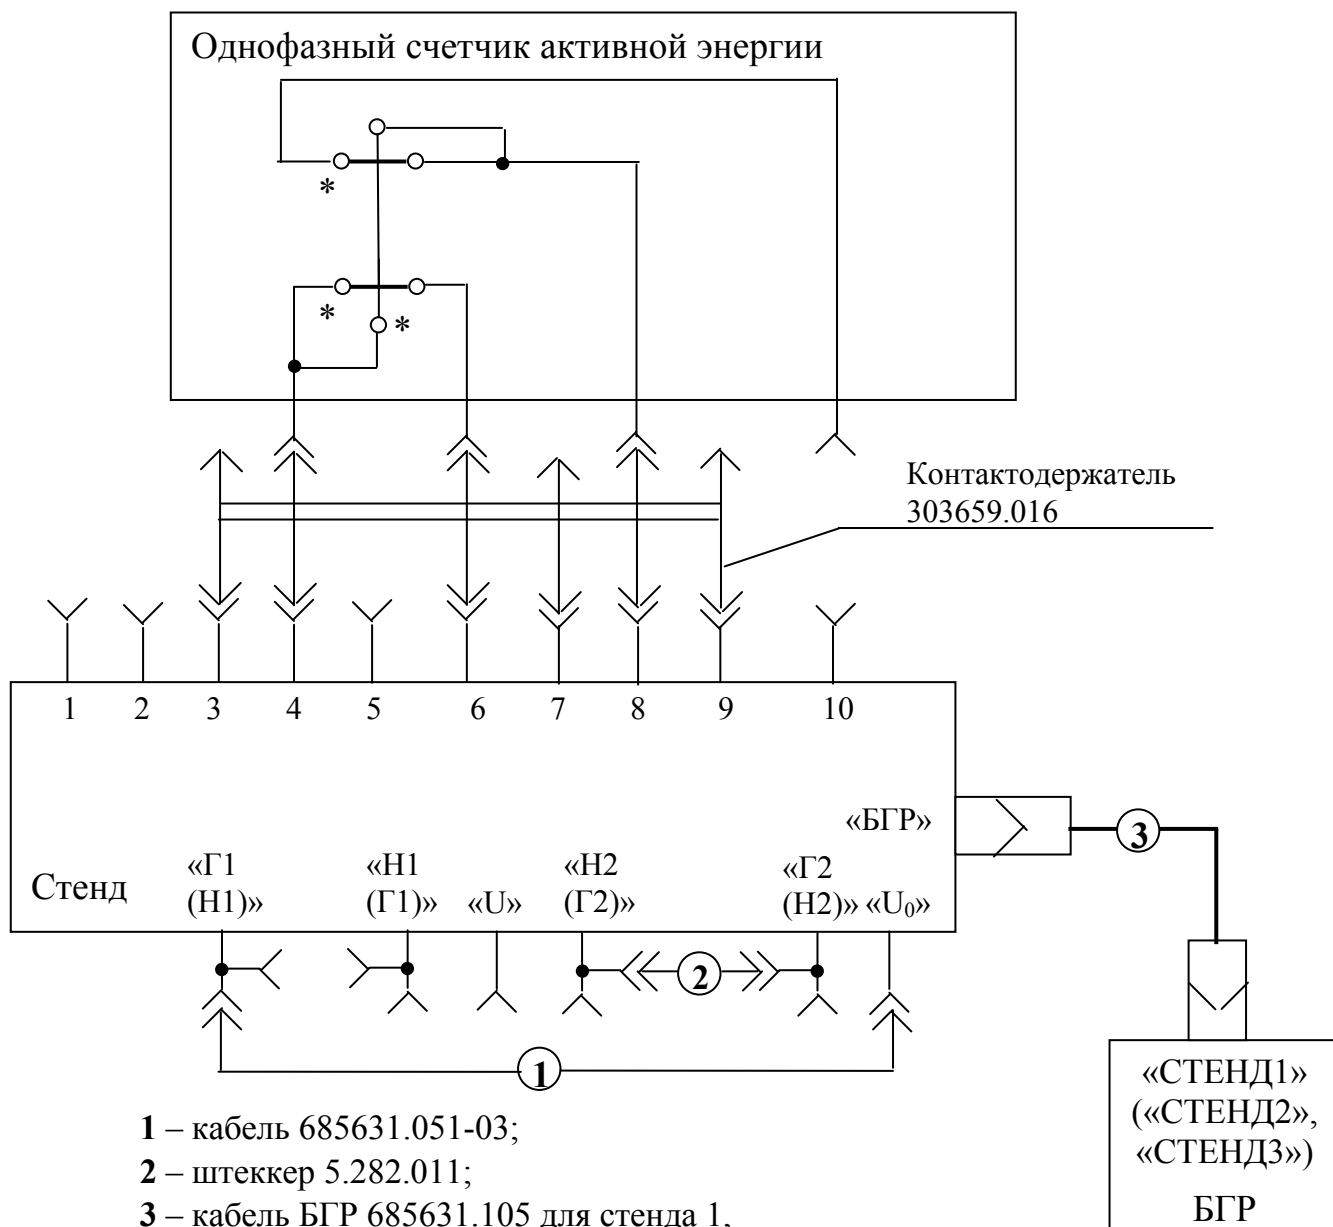 Однофазный счетчик активной энергии
*
*
*
Контактодержатель
303659.016
1 2 3 4 5 6 7 8 9 10
«БГР»
3
«Г1
(Н1)»
«Н1
(Г1)»
«U»
«Н2
(Г2)»
«Г2
(Н2)»
«U₀»
Стенд
2
1
«СТЕНД1»
(«СТЕНД2»,
«СТЕНД3»)
БГР
1 – кабель 685631.051-03;
2 – штеккер 5.282.011;
3 – кабель БГР 685631.105 для стенда 1,